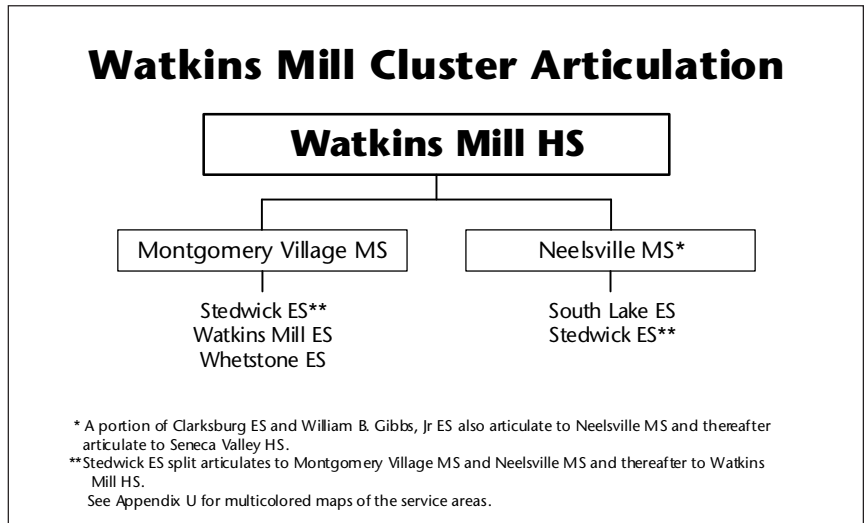 Watkins Mill Cluster Articulation
Watkins Mill HS
Montgomery Village MS
Neelsville MS*
Stedwick ES**
Watkins Mill ES
Whetstone ES
South Lake ES
Stedwick ES**
* A portion of Clarksburg ES and William B. Gibbs, Jr ES also articulate to Neelsville MS and thereafter
articulate to Seneca Valley HS.
**Stedwick ES split articulates to Montgomery Village MS and Neelsville MS and thereafter to Watkins
Mill HS.
See Appendix U for multicolored maps of the service areas.